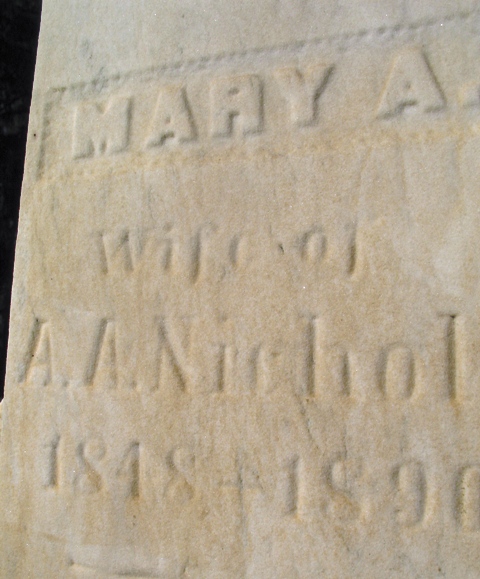 MARY A.
Wife of
A. A. Nichol
1848-1890